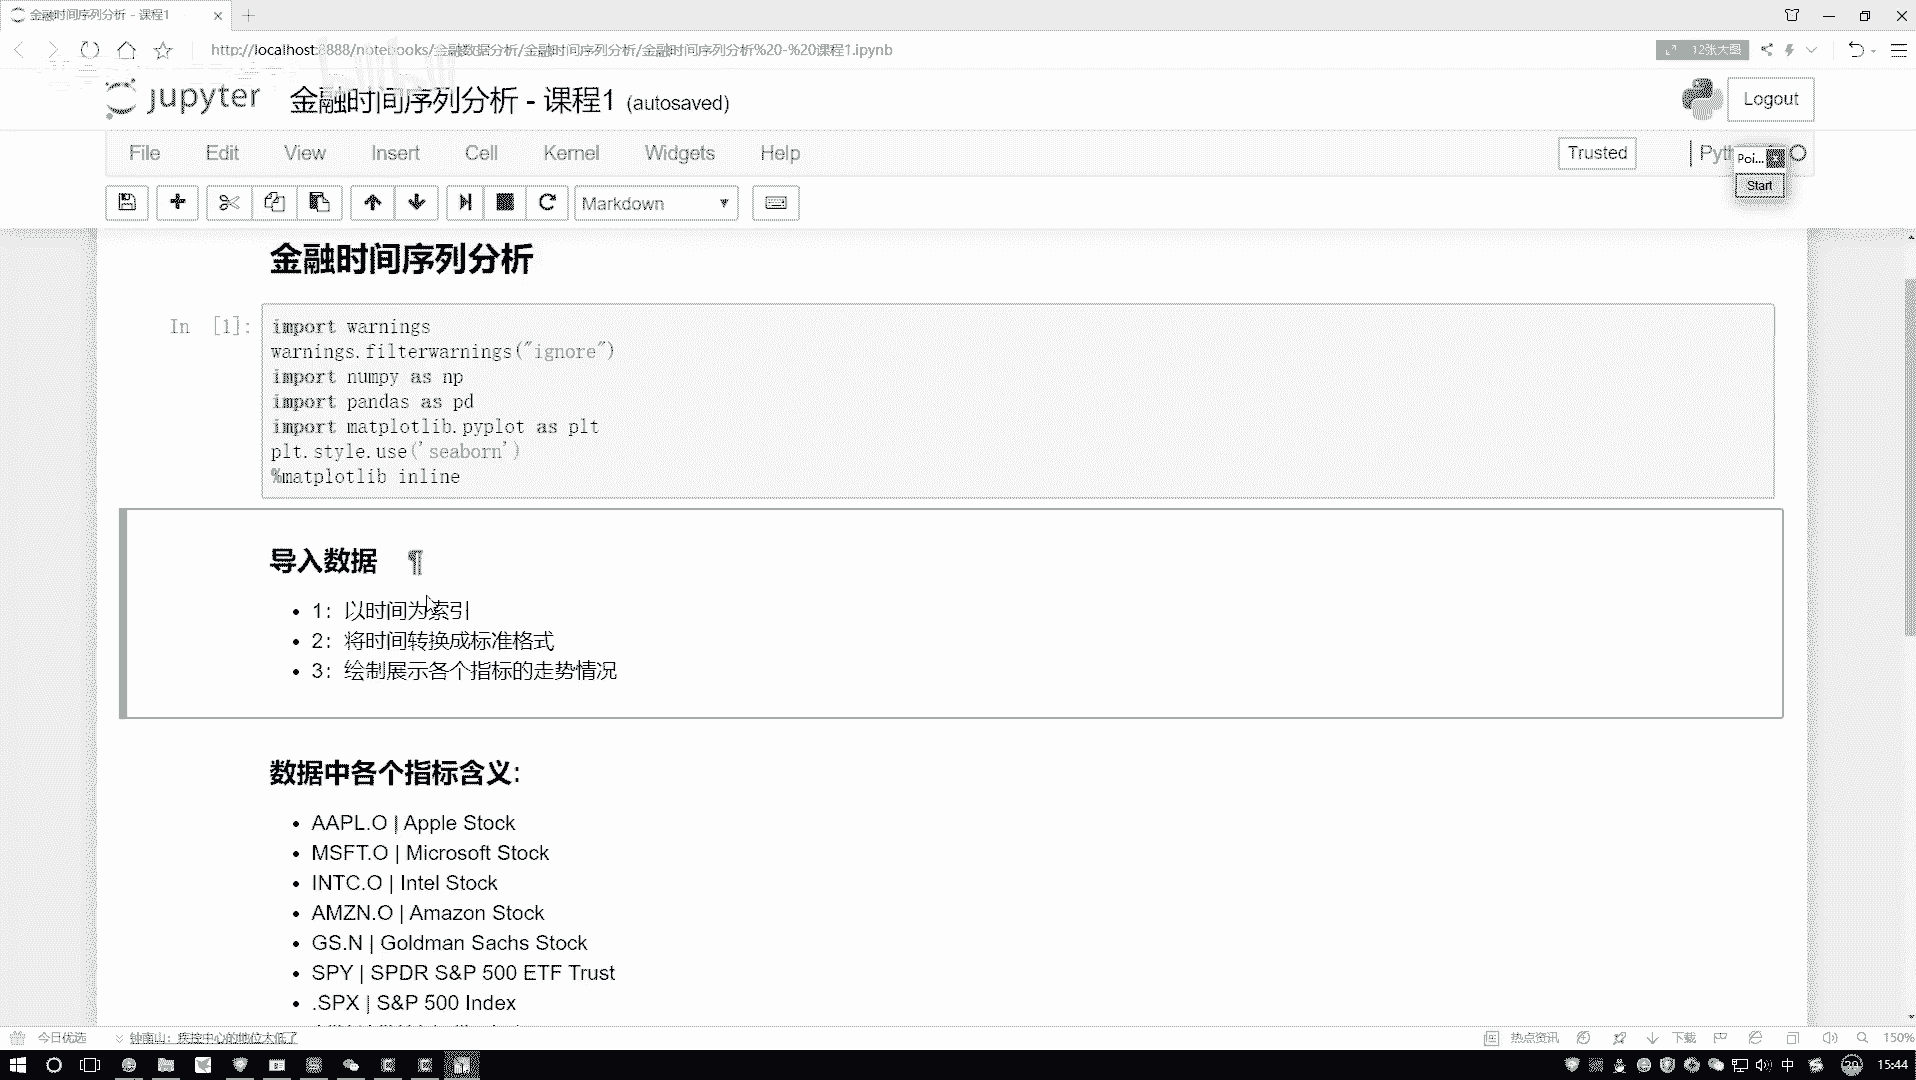 金融时间序列分析 - 课程1
http://localhost:8888/notebooks/金融数据分析/金融时间序列分析/金融时间序列分析%20-%20课程1.ipynb
12张大图
jupyter 金融时间序列分析 - 课程1 (autosaved)
Logout
File Edit View Insert Cell Kernel Widgets Help
Trusted
Poi...
Start
Markdown
金融时间序列分析
In [1]:
import warnings
warnings.filterwarnings("ignore")
import numpy as np
import pandas as pd
import matplotlib.pyplot as plt
plt.style.use('seaborn')
%matplotlib inline
导入数据 ¶
1：以时间为索引
2：将时间转换成标准格式
3：绘制展示各个指标的走势情况
数据中各个指标含义:
AAPL.O | Apple Stock
MSFT.O | Microsoft Stock
INTC.O | Intel Stock
AMZN.O | Amazon Stock
GS.N | Goldman Sachs Stock
SPY | SPDR S&P 500 ETF Trust
.SPX | S&P 500 Index
今日优选
钟南山：疾控中心的地位太低了
热点资讯
下载
150%
中
15:44